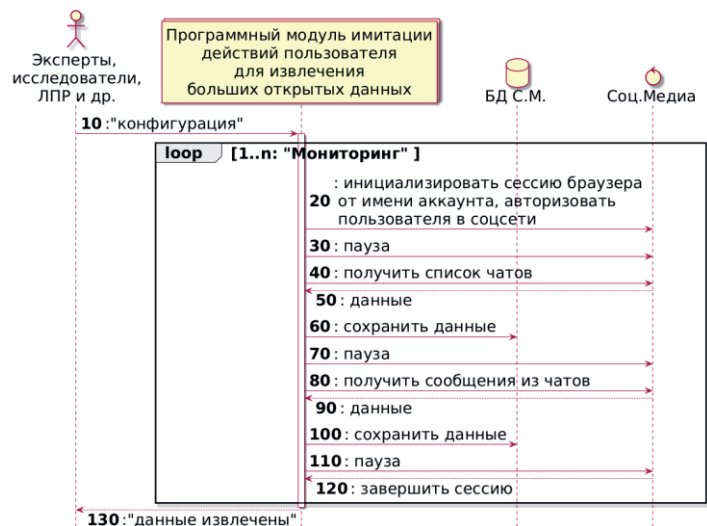 Эксперты,
исследователи,
ЛПР и др.
Программный модуль имитации
действий пользователя
для извлечения
больших открытых данных
БД С.М.
Соц.Медиа
10 :"конфигурация"
loop [1..n: "Мониторинг" ]
: инициализировать сессию браузера
20 от имени аккаунта, авторизовать
пользователя в соцсети
30 : пауза
40 : получить список чатов
50 : данные
60 : сохранить данные
70 : пауза
80 : получить сообщения из чатов
90 : данные
100 : сохранить данные
110 : пауза
120 : завершить сессию
130 :"данные извлечены"